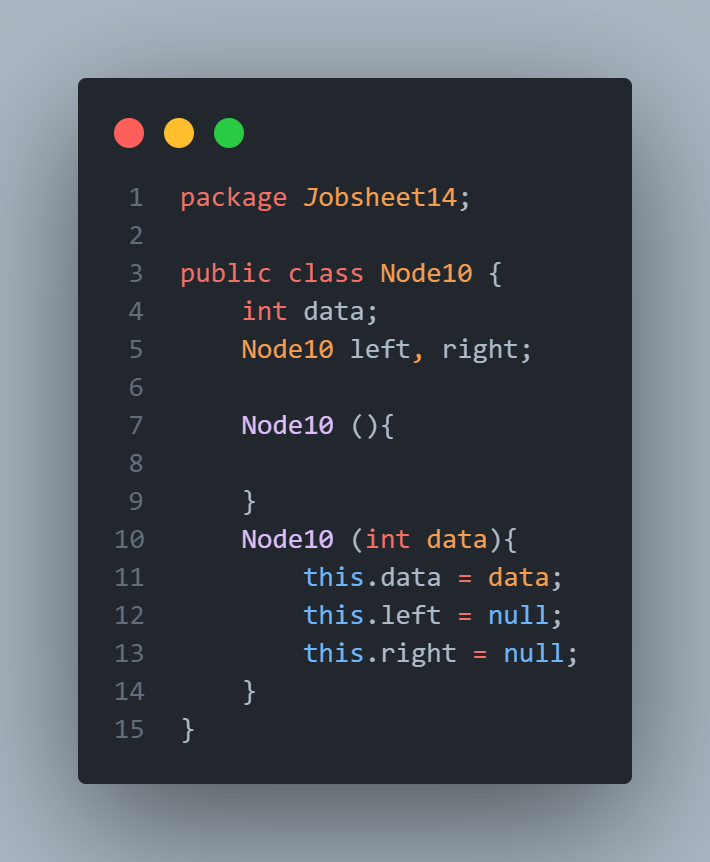 1 package Jobsheet14;
2
3 public class Node10 {
4     int data;
5     Node10 left, right;
6
7     Node10 (){
8
9     }
10     Node10 (int data){
11         this.data = data;
12         this.left = null;
13         this.right = null;
14     }
15 }